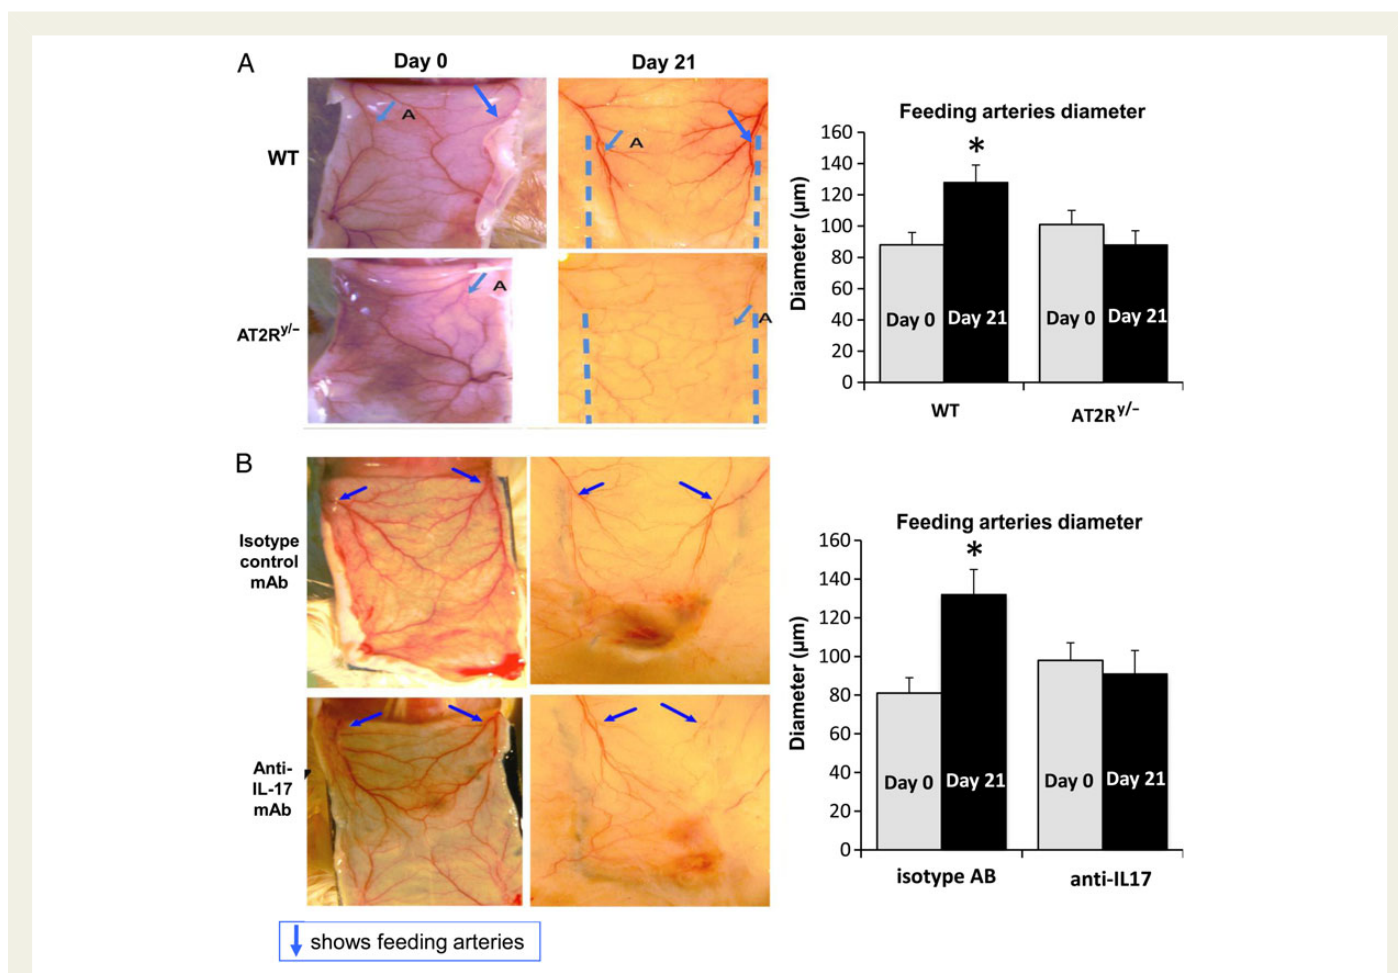 A
Day 0
Day 21
WT
A
A
AT2Ry/–
A
A
Feeding arteries diameter
160
140
120
100
80
60
40
20
0
Diameter (µm)
*
Day 0
Day 21
Day 0
Day 21
WT
AT2Ry/–
B
Isotype
control
mAb
Anti-
IL-17
mAb
Feeding arteries diameter
160
140
120
100
80
60
40
20
0
Diameter (µm)
*
Day 0
Day 21
Day 0
Day 21
isotype AB
anti-IL17
shows feeding arteries